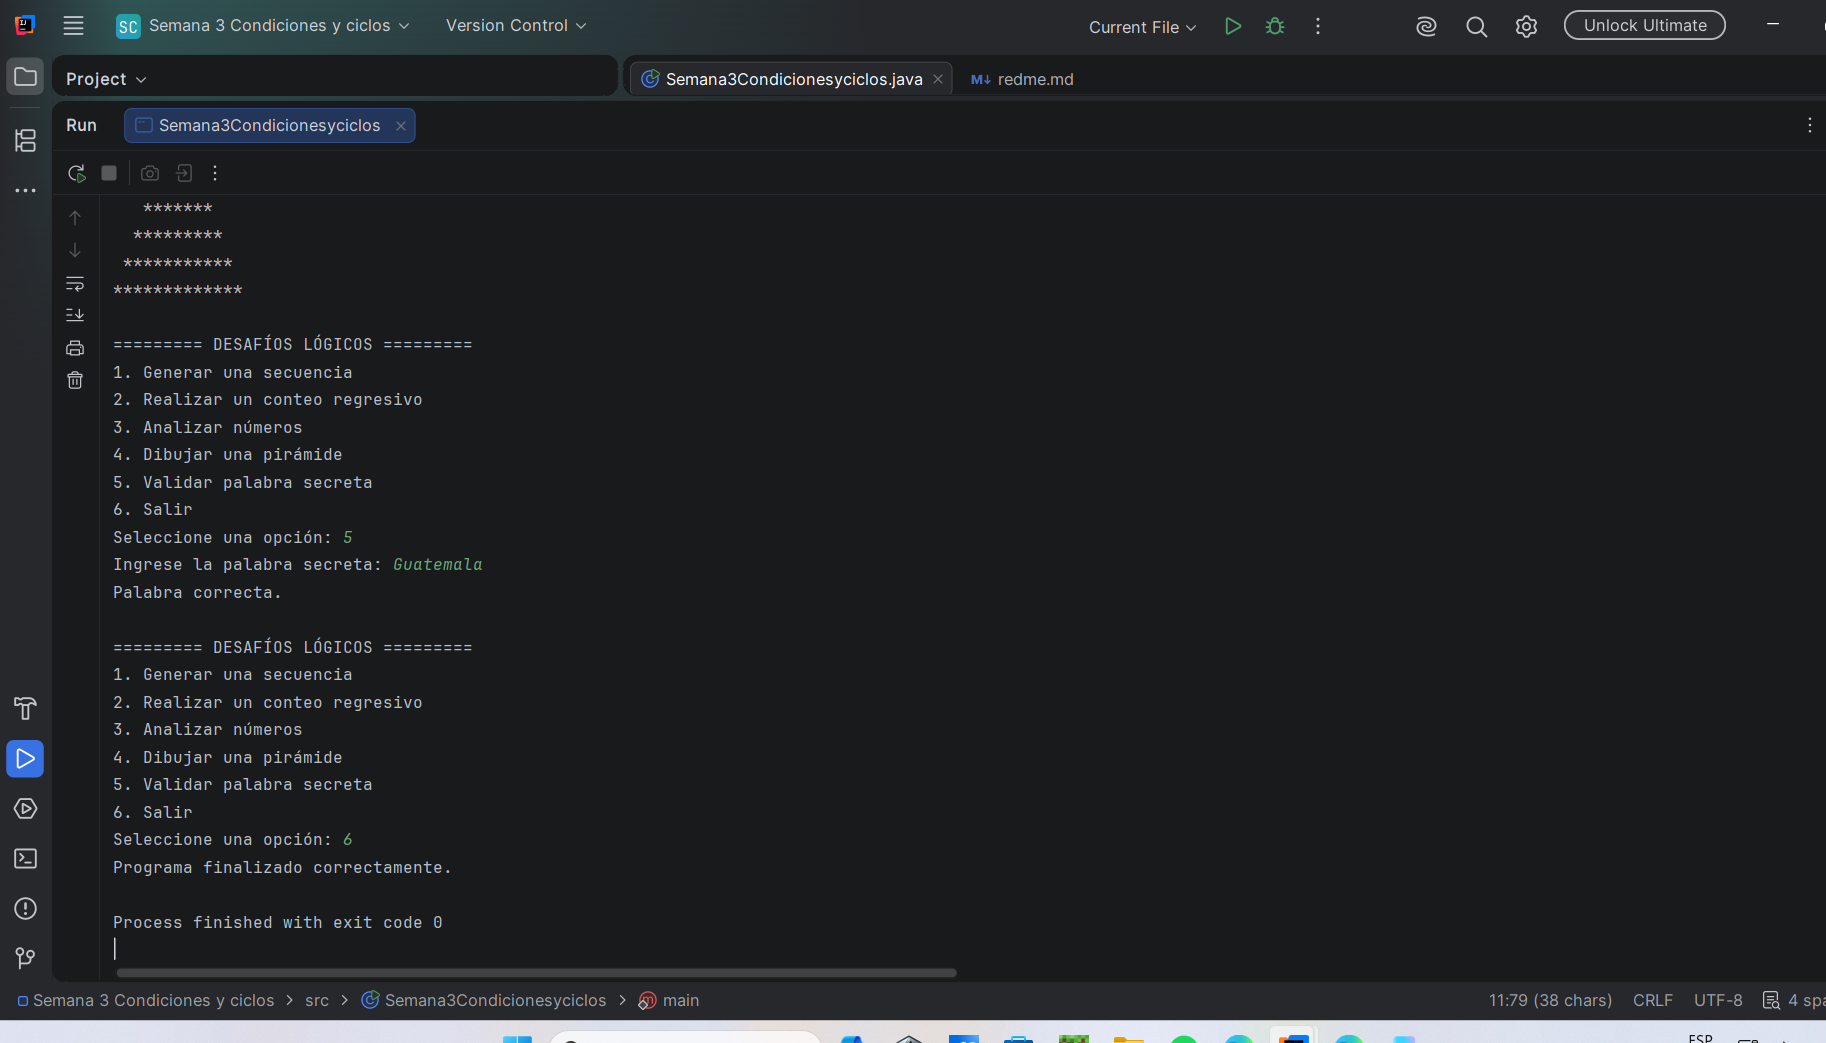 SC Semana 3 Condiciones y ciclos Version Control Current File Unlock Ultimate
Project Semana3Condicionesyciclos.java M↓ redme.md
Run Semana3Condicionesyciclos
*******
*********
***********
*************
========= DESAFÍOS LÓGICOS =========
1. Generar una secuencia
2. Realizar un conteo regresivo
3. Analizar números
4. Dibujar una pirámide
5. Validar palabra secreta
6. Salir
Seleccione una opción: 5
Ingrese la palabra secreta: Guatemala
Palabra correcta.
========= DESAFÍOS LÓGICOS =========
1. Generar una secuencia
2. Realizar un conteo regresivo
3. Analizar números
4. Dibujar una pirámide
5. Validar palabra secreta
6. Salir
Seleccione una opción: 6
Programa finalizado correctamente.
Process finished with exit code 0
Semana 3 Condiciones y ciclos > src > Semana3Condicionesyciclos > main 11:79 (38 chars) CRLF UTF-8 4 spa
ESP